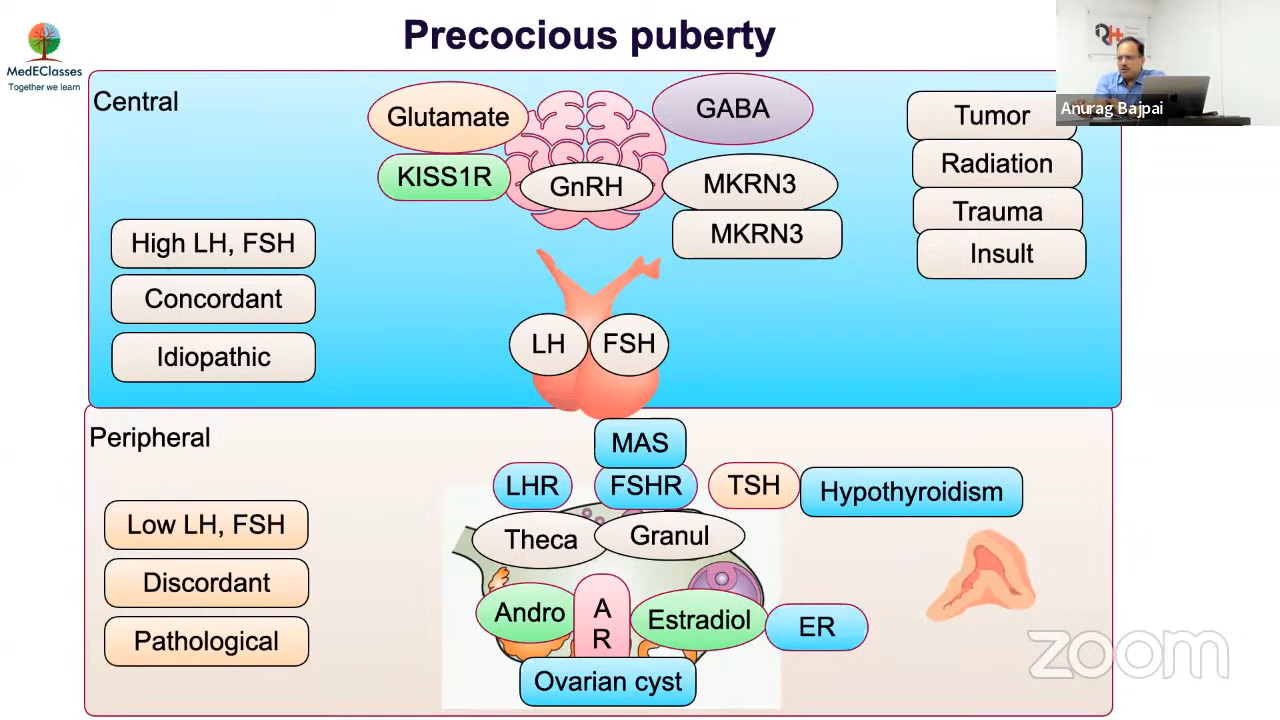 Precocious puberty
MedEClasses
Together we learn
RH
Anurag Bajpai
Central
Glutamate
GABA
KISS1R
GnRH
MKRN3
MKRN3
Tumor
Radiation
Trauma
Insult
High LH, FSH
Concordant
Idiopathic
LH
FSH
Peripheral
MAS
LHR
FSHR
TSH
Hypothyroidism
Theca
Granul
Low LH, FSH
Discordant
Pathological
Andro
A
R
Estradiol
ER
Ovarian cyst
zoom